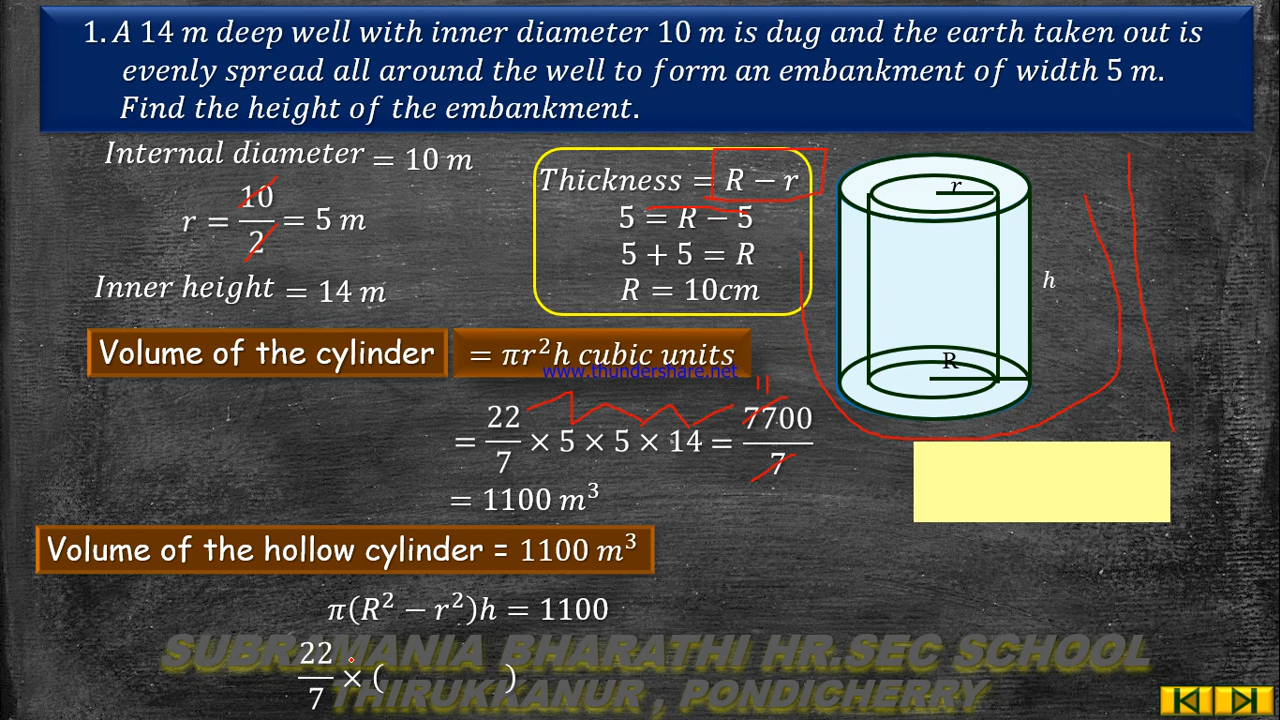 1. A 14 m deep well with inner diameter 10 m is dug and the earth taken out is
evenly spread all around the well to form an embankment of width 5 m.
Find the height of the embankment.
Internal diameter = 10 m
r = 10/2 = 5 m
Inner height = 14 m
Thickness = R − r
5 = R − 5
5 + 5 = R
R = 10cm
r
h
R
Volume of the cylinder = πr²h cubic units
www.thundershare.net
= 22/7 × 5 × 5 × 14 = 7700/7
11
= 1100 m³
Volume of the hollow cylinder = 1100 m³
π(R² − r²)h = 1100
22/7 × ( )
SUBRAMANIA BHARATHI HR.SEC SCHOOL
THIRUKKANUR , PONDICHERRY